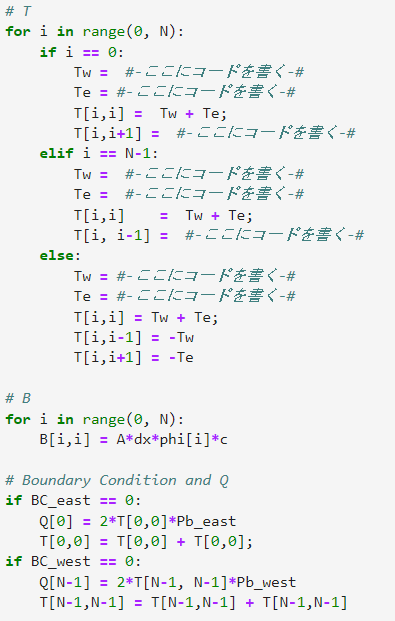 # T
for i in range(0, N):
    if i == 0:
        Tw =  #-ここにコードを書く-#
        Te = #-ここにコードを書く-#
        T[i,i] =  Tw + Te;
        T[i,i+1] =  #-ここにコードを書く-#
    elif i == N-1:
        Tw =  #-ここにコードを書く-#
        Te =  #-ここにコードを書く-#
        T[i,i]    =  Tw + Te;
        T[i, i-1] =  #-ここにコードを書く-#
    else:
        Tw = #-ここにコードを書く-#
        Te = #-ここにコードを書く-#
        T[i,i] = Tw + Te;
        T[i,i-1] = -Tw
        T[i,i+1] = -Te

# B
for i in range(0, N):
    B[i,i] = A*dx*phi[i]*c

# Boundary Condition and Q
if BC_east == 0:
    Q[0] = 2*T[0,0]*Pb_east
    T[0,0] = T[0,0] + T[0,0];
if BC_west == 0:
    Q[N-1] = 2*T[N-1, N-1]*Pb_west
    T[N-1,N-1] = T[N-1,N-1] + T[N-1,N-1]